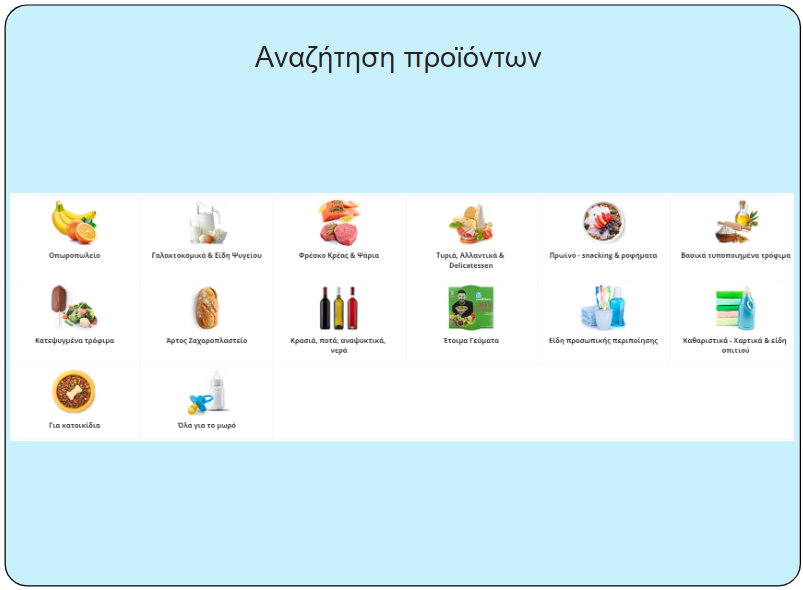 Αναζήτηση προϊόντων
Οπωροπωλείο
Γαλακτοκομικά & Είδη Ψυγείου
Φρέσκο Κρέας & Ψάρια
Τυριά, Αλλαντικά &
Delicatessen
Πρωϊνό - snacking & ροφήματα
Βασικά τυποποιημένα τρόφιμα
Κατεψυγμένα τρόφιμα
Άρτος Ζαχαροπλαστείο
Κρασιά, ποτά, αναψυκτικά,
νερά
Έτοιμα Γεύματα
Είδη προσωπικής περιποίησης
Καθαριστικά - Χαρτικά & είδη
σπιτιού
Για κατοικίδια
Όλα για το μωρό